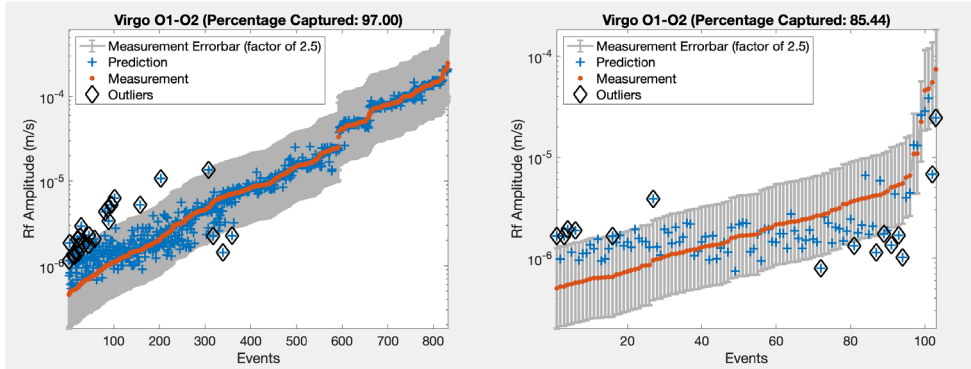 Virgo O1-O2 (Percentage Captured: 97.00)
Measurement Errorbar (factor of 2.5)
Prediction
Measurement
Outliers
10^-4
10^-5
10^-6
Rf Amplitude (m/s)
100 200 300 400 500 600 700 800
Events
Virgo O1-O2 (Percentage Captured: 85.44)
Measurement Errorbar (factor of 2.5)
Prediction
Measurement
Outliers
10^-4
10^-5
10^-6
Rf Amplitude (m/s)
20 40 60 80 100
Events